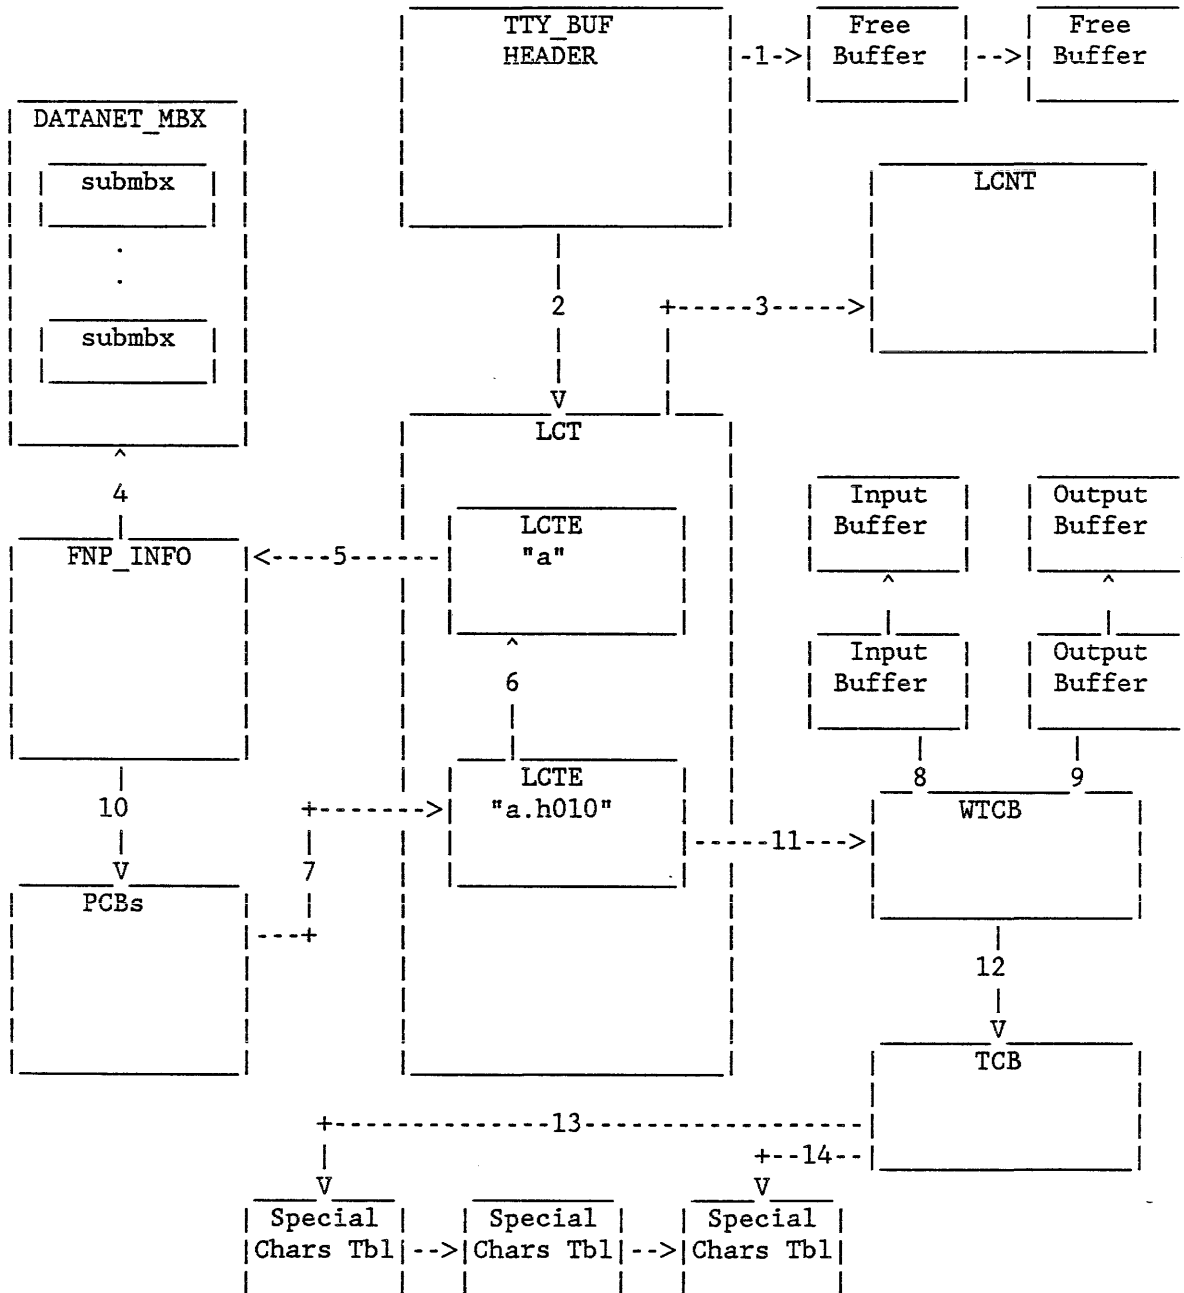 TTY_BUF HEADER
-1->
Free Buffer
-->
Free Buffer
DATANET_MBX
submbx
.
.
submbx
LCNT
2
+-----3----->
V
LCT
^
4
FNP_INFO
<----5------
LCTE "a"
^
6
Input Buffer
Output Buffer
^
^
Input Buffer
Output Buffer
8
9
10
V
LCTE "a.h010"
+------>
7
---+
PCBs
-----11--->
WTCB
12
V
TCB
+--------------13-----------------
+--14--
V
V
Special Chars Tbl
-->
Special Chars Tbl
-->
Special Chars Tbl